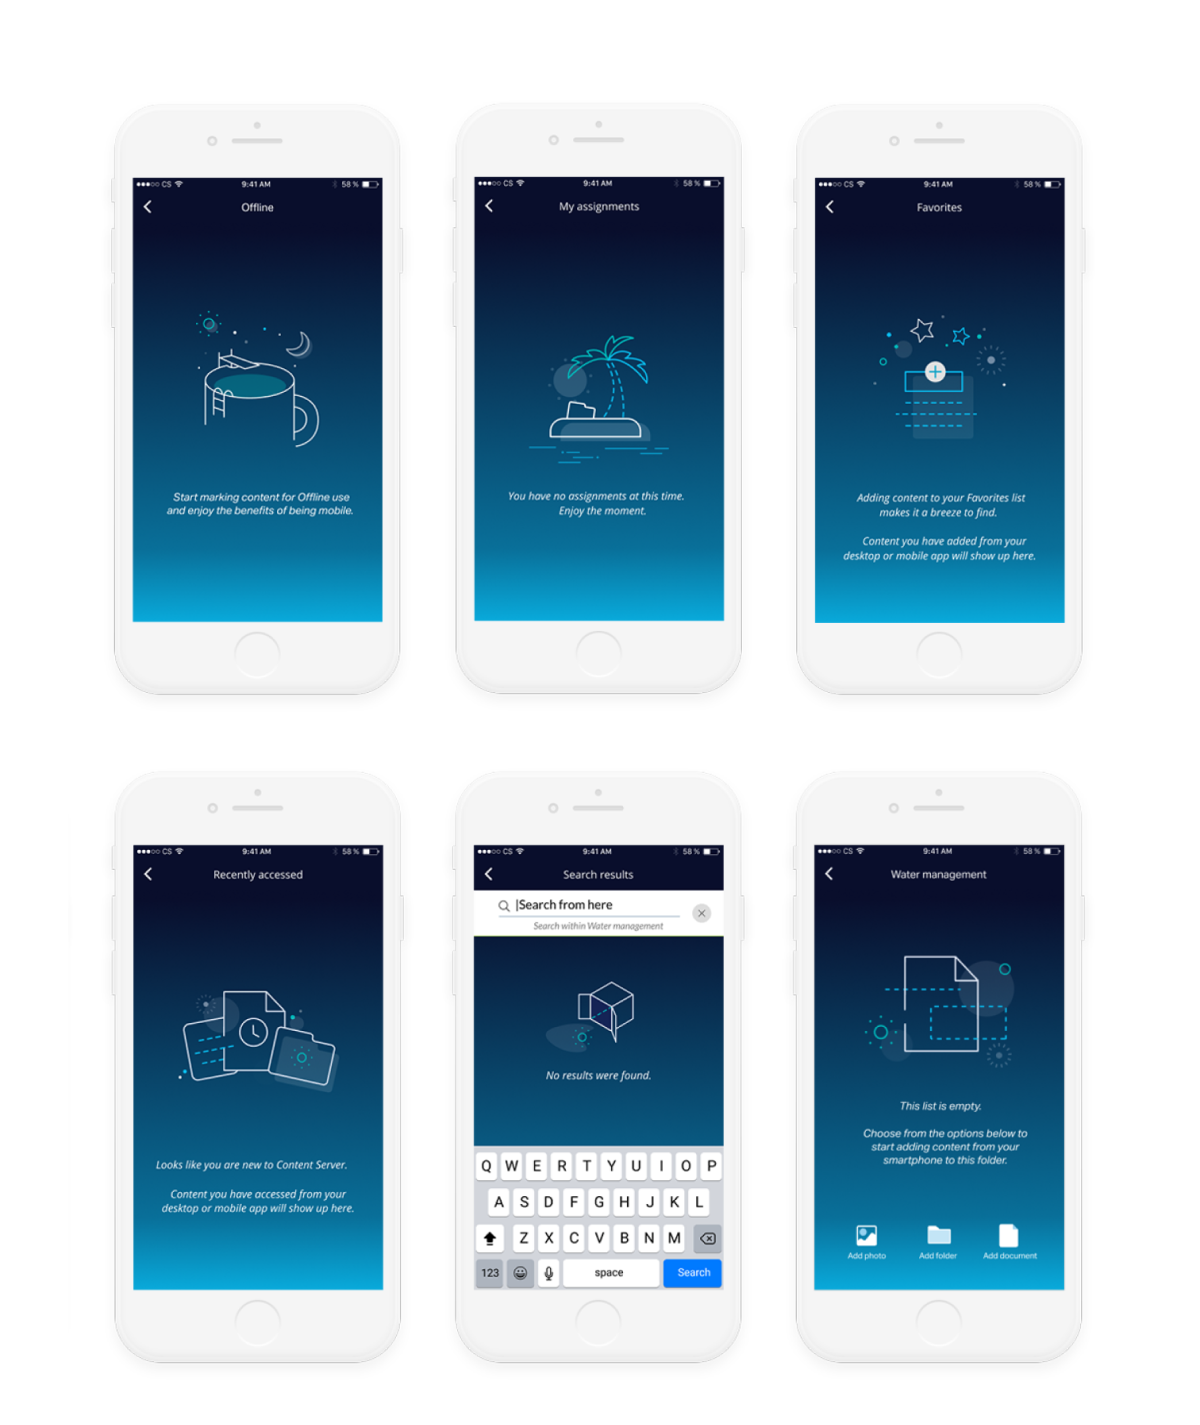 CS 9:41 AM 58 %
Offline
Start marking content for Offline use
and enjoy the benefits of being mobile.
CS 9:41 AM 58 %
My assignments
You have no assignments at this time.
Enjoy the moment.
CS 9:41 AM 58 %
Favorites
Adding content to your Favorites list
makes it a breeze to find.
Content you have added from your
desktop or mobile app will show up here.
CS 9:41 AM 58 %
Recently accessed
Looks like you are new to Content Server.
Content you have accessed from your
desktop or mobile app will show up here.
CS 9:41 AM 58 %
Search results
Search from here
Search within Water management
No results were found.
Q W E R T Y U I O P
A S D F G H J K L
Z X C V B N M
123 space Search
CS 9:41 AM 58 %
Water management
This list is empty.
Choose from the options below to
start adding content from your
smartphone to this folder.
Add photo Add folder Add document